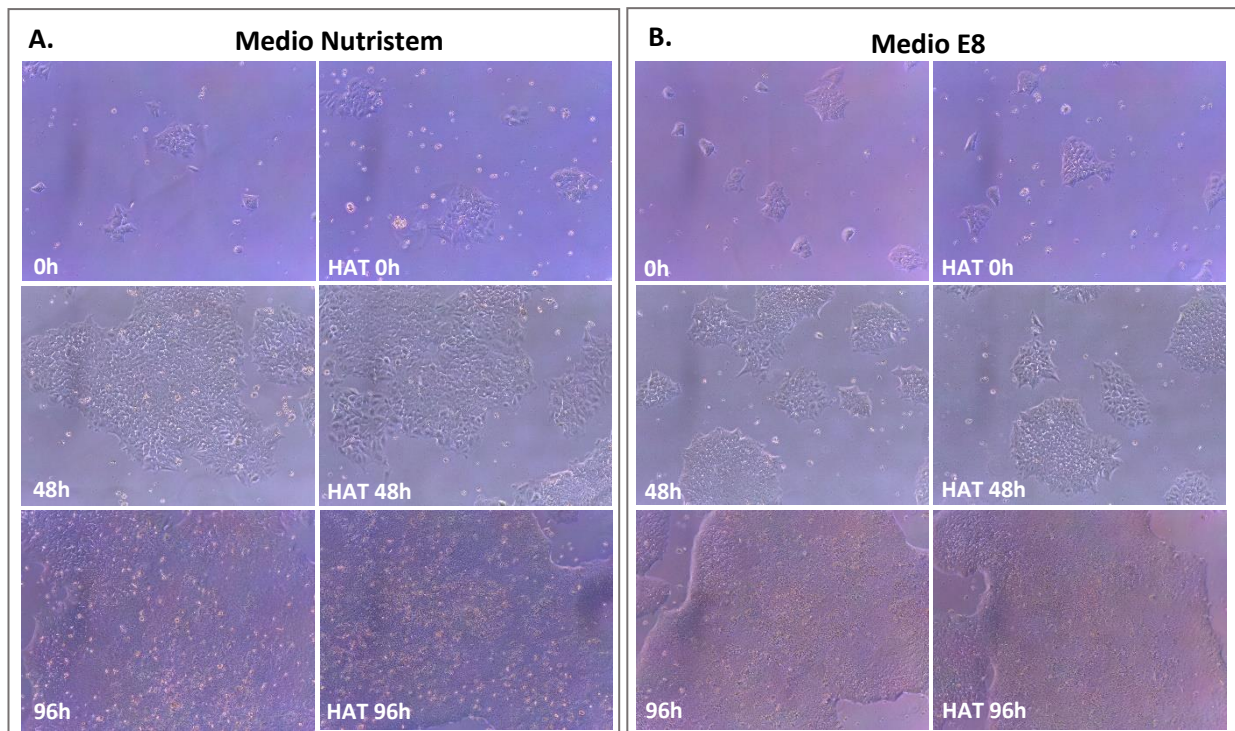 A. Medio Nutristem
0h
HAT 0h
48h
HAT 48h
96h
HAT 96h
B. Medio E8
0h
HAT 0h
48h
HAT 48h
96h
HAT 96h